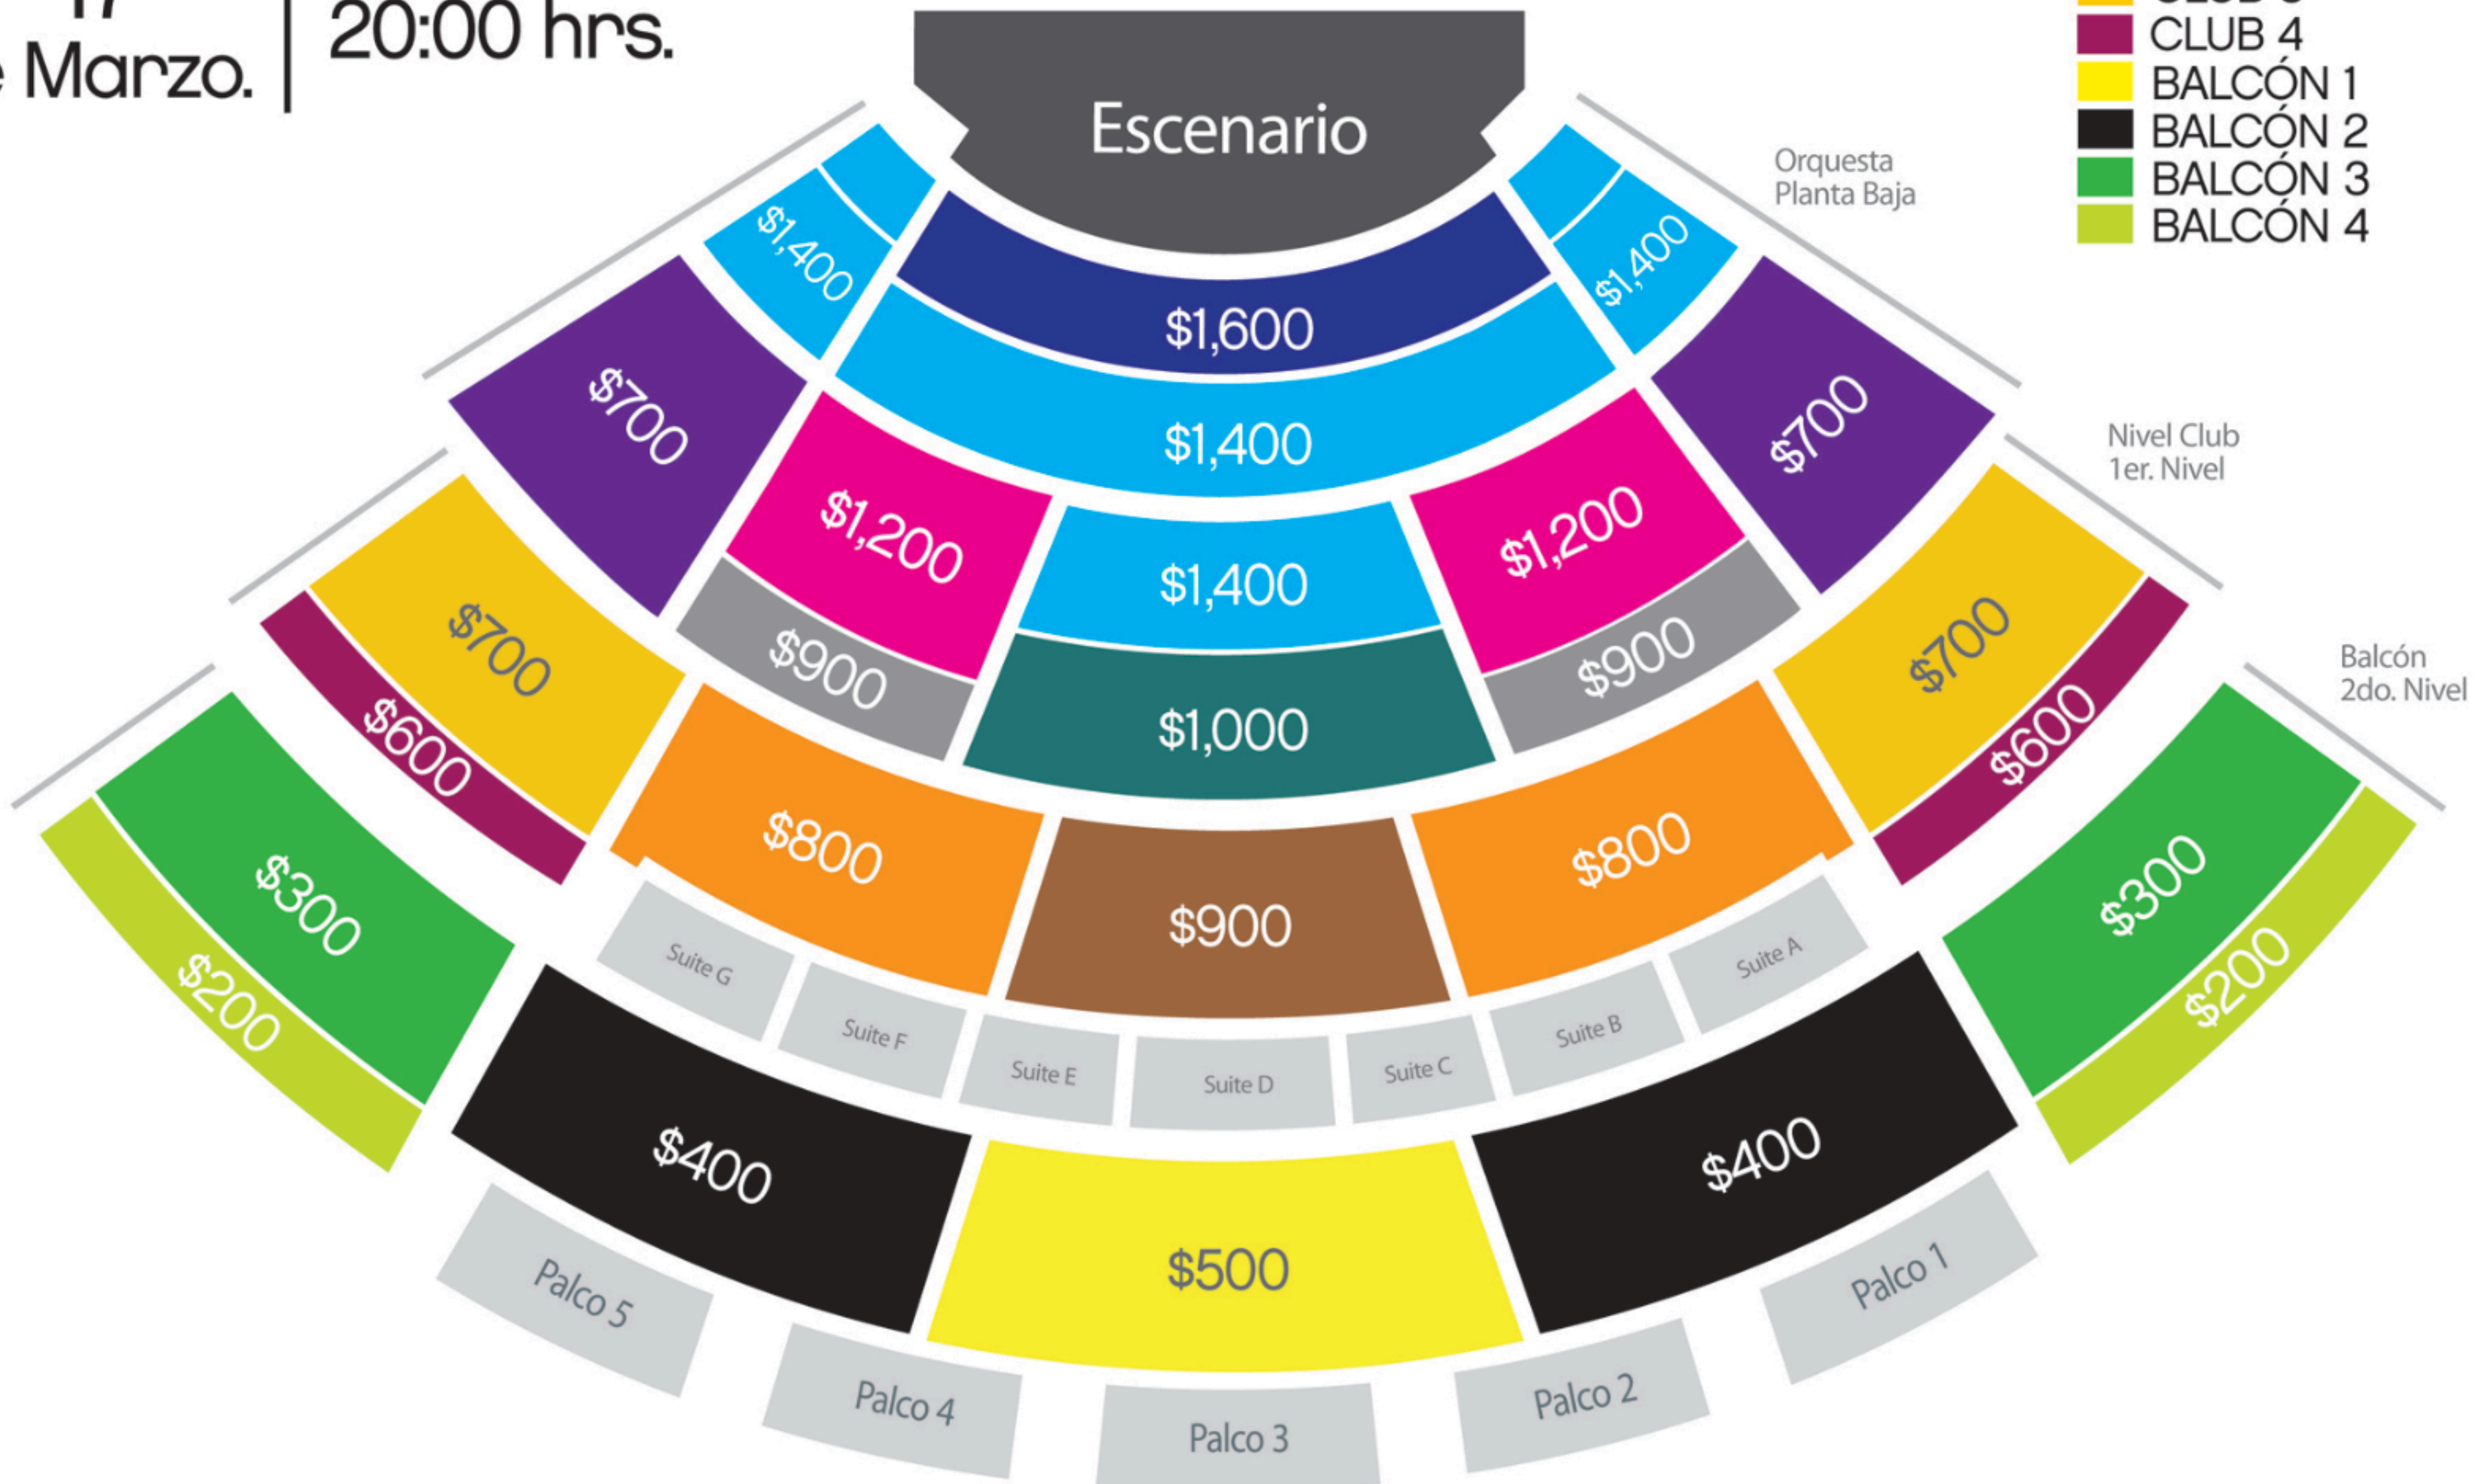 Marzo.
20:00 hrs.
CLUB 4
BALCÓN 1
BALCÓN 2
BALCÓN 3
BALCÓN 4
Escenario
Orquesta
Planta Baja
$1,400
$1,400
$1,600
$700
$1,400
$700
Nivel Club
1er. Nivel
$1,200
$1,400
$1,200
$700
$900
$1,000
$900
$700
$600
$600
Balcón
2do. Nivel
$800
$900
$800
$300
$300
$200
$200
Suite G
Suite F
Suite E
Suite D
Suite C
Suite B
Suite A
$400
$500
$400
Palco 5
Palco 4
Palco 3
Palco 2
Palco 1